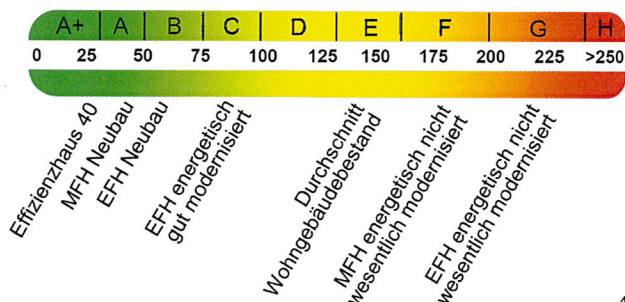 A+ A B C D E F G H
0 25 50 75 100 125 150 175 200 225 >250
Effizienzhaus 40
MFH Neubau
EFH Neubau
EFH energetisch
gut modernisiert
Durchschnitt
Wohngebäudebestand
MFH energetisch nicht
wesentlich modernisiert
EFH energetisch nicht
wesentlich modernisiert